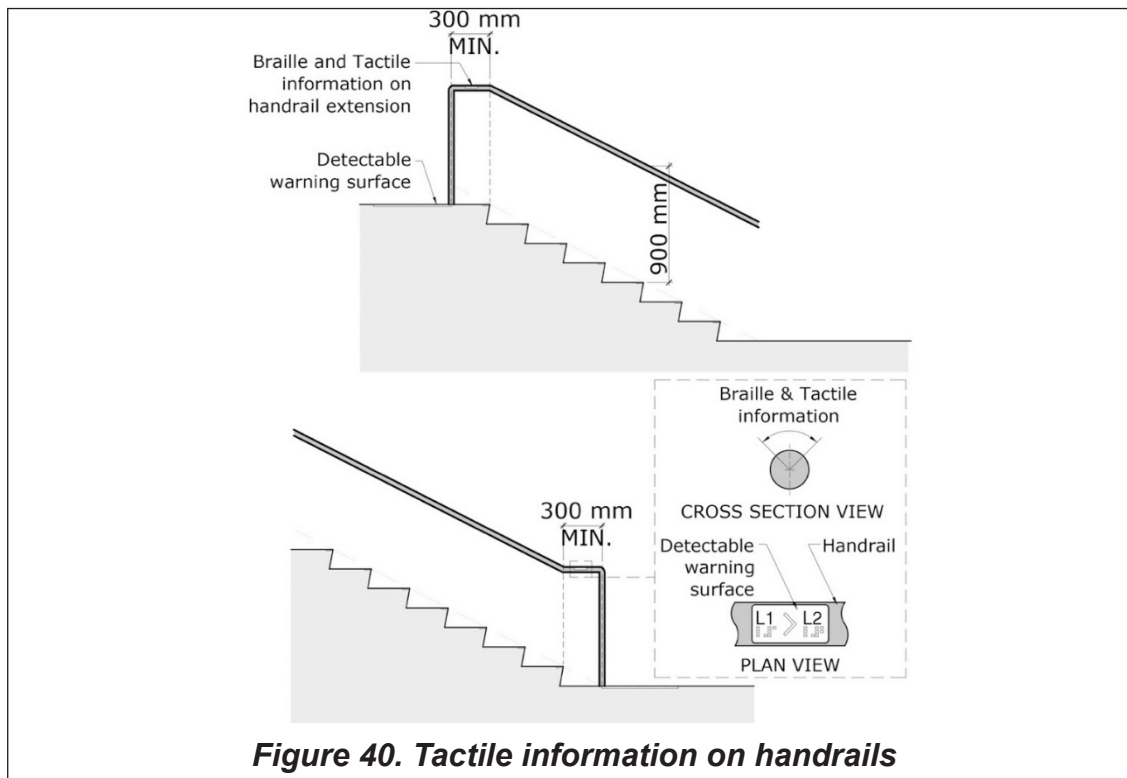 300 mm
MIN.
Braille and Tactile
information on
handrail extension
Detectable
warning surface
900 mm
Braille & Tactile
information
CROSS SECTION VIEW
300 mm
MIN.
Detectable
warning
surface
Handrail
L1 > L2
PLAN VIEW
Figure 40. Tactile information on handrails